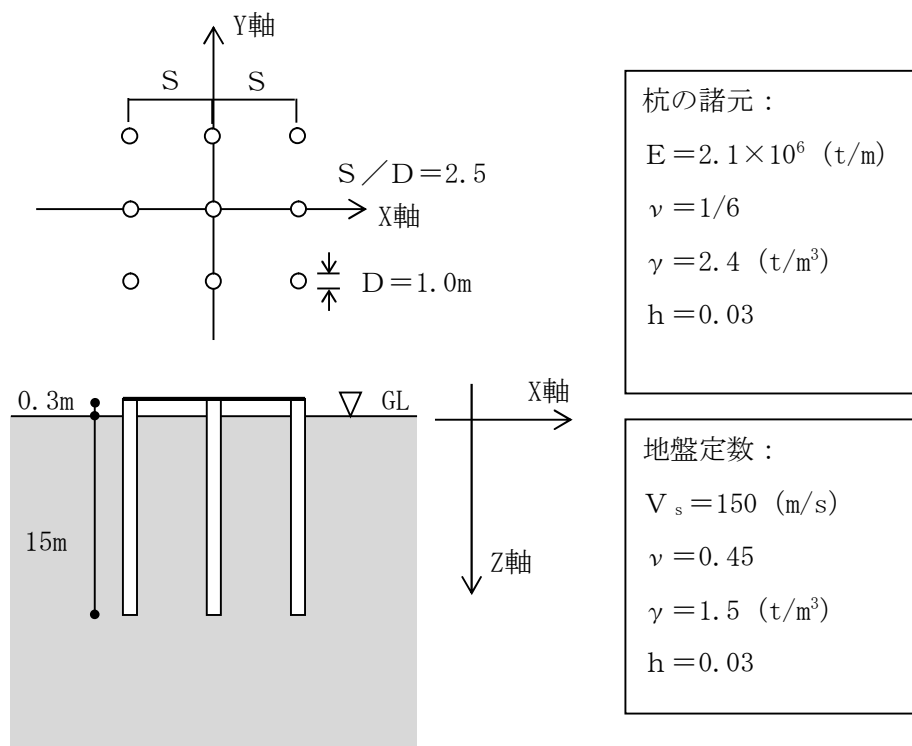 Y軸
S S
S／D＝2.5
X軸
D＝1.0m
杭の諸元：
E＝2.1×10⁶ (t/m)
ν＝1/6
γ＝2.4 (t/m³)
h＝0.03
0.3m
GL
15m
X軸
Z軸
地盤定数：
Vₛ＝150 (m/s)
ν＝0.45
γ＝1.5 (t/m³)
h＝0.03